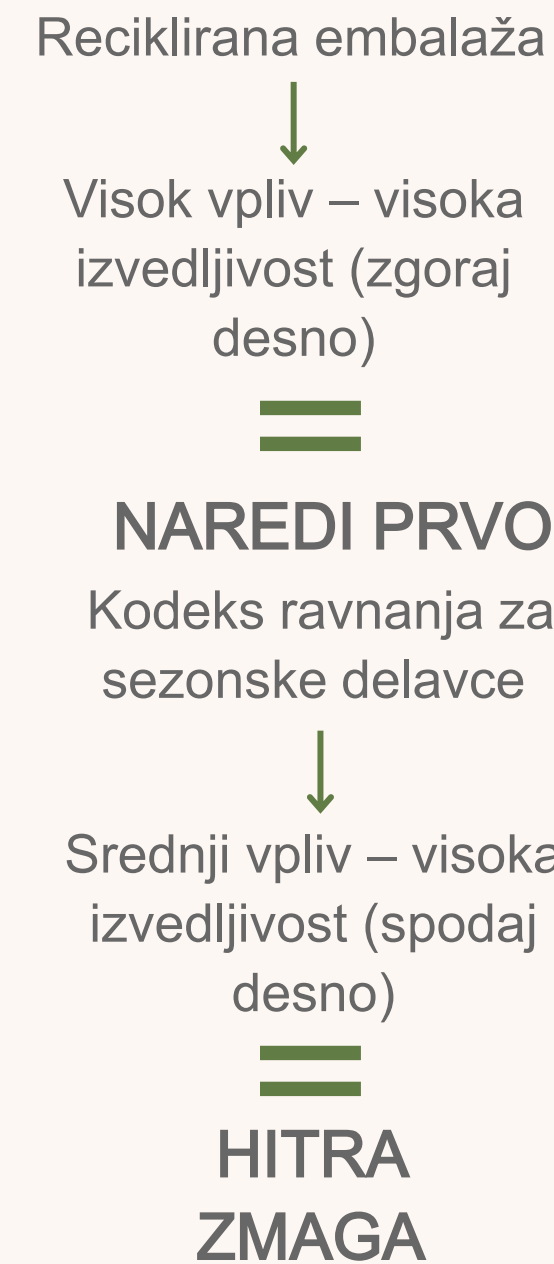 Reciklirana embalaža
Visok vpliv – visoka
izvedljivost (zgoraj
desno)
NAREDI PRVO
Kodeks ravnanja za
sezonske delavce
Srednji vpliv – visoka
izvedljivost (spodaj
desno)
HITRA
ZMAGA